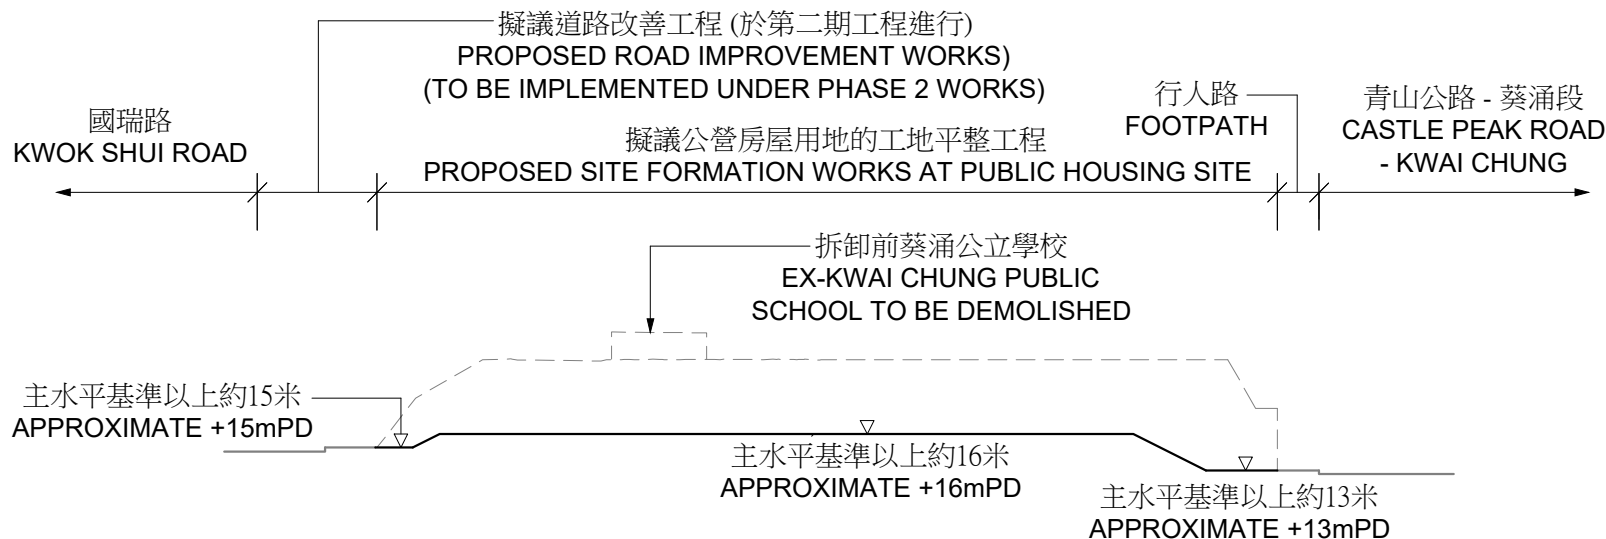 擬議道路改善工程 (於第二期工程進行)
PROPOSED ROAD IMPROVEMENT WORKS)
(TO BE IMPLEMENTED UNDER PHASE 2 WORKS)
國瑞路
KWOK SHUI ROAD
擬議公營房屋用地的工地平整工程
PROPOSED SITE FORMATION WORKS AT PUBLIC HOUSING SITE
行人路
FOOTPATH
青山公路 - 葵涌段
CASTLE PEAK ROAD
- KWAI CHUNG
拆卸前葵涌公立學校
EX-KWAI CHUNG PUBLIC
SCHOOL TO BE DEMOLISHED
主水平基準以上約15米
APPROXIMATE +15mPD
主水平基準以上約16米
APPROXIMATE +16mPD
主水平基準以上約13米
APPROXIMATE +13mPD